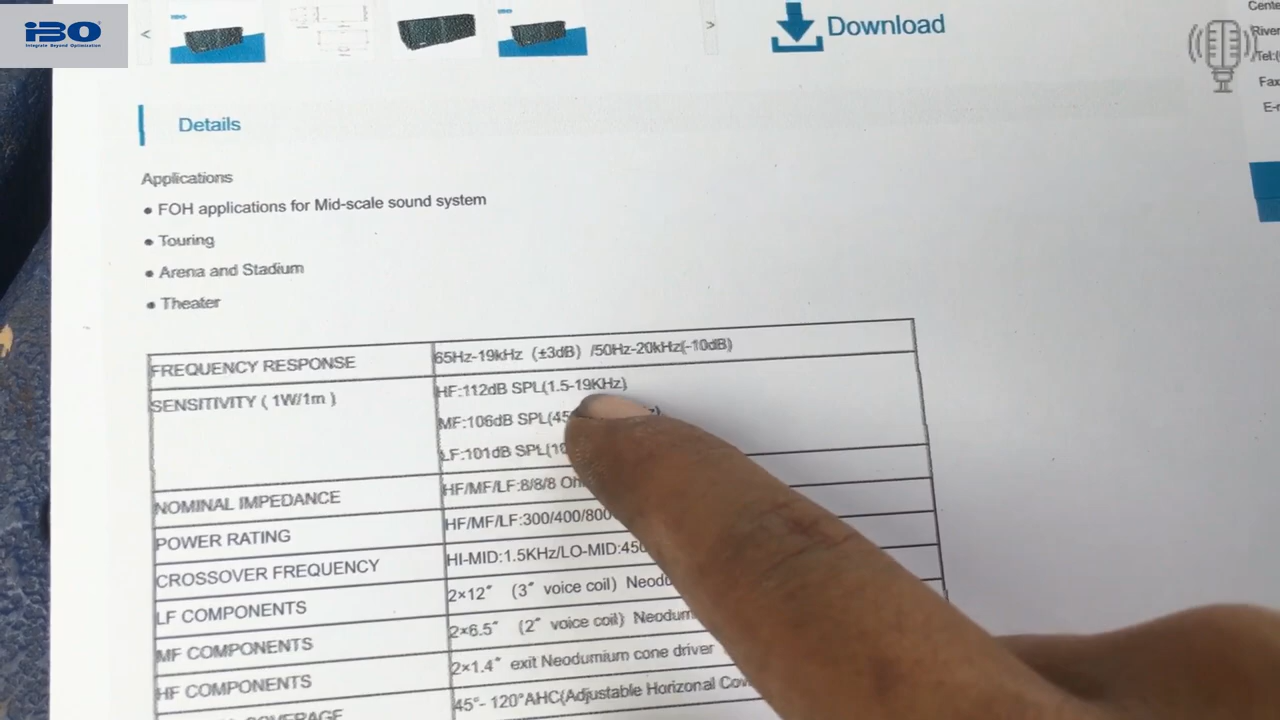 iBO
Integrate Beyond Optimization
<
>
Download
Details
Applications
• FOH applications for Mid-scale sound system
• Touring
• Arena and Stadium
• Theater
FREQUENCY RESPONSE 65Hz-19kHz (±3dB) /50Hz-20kHz(-10dB)
SENSITIVITY ( 1W/1m ) HF:112dB SPL(1.5-19KHz)
MF:106dB SPL(45
LF:101dB SPL(10
NOMINAL IMPEDANCE HF/MF/LF:8/8/8
POWER RATING HF/MF/LF:300/400/800
CROSSOVER FREQUENCY HI-MID:1.5KHz/LO-MID:450
LF COMPONENTS 2×12" (3" voice coil)
MF COMPONENTS 2×6.5" (2" voice coil)
HF COMPONENTS 2×1.4" exit Neodumium cone driver
45°- 120°AHC(Adjustable Horizonal
Tel:(
Fax